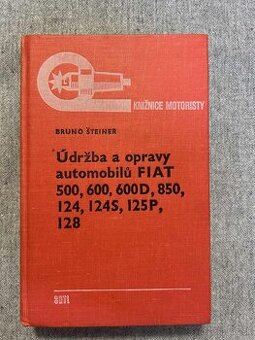 KNIŽNICE MOTORISTY
BRUNO ŠTEINER
Údržba a opravy
automobilů FIAT
500, 600, 600D, 850,
124, 124S, 125P,
128
SNTL